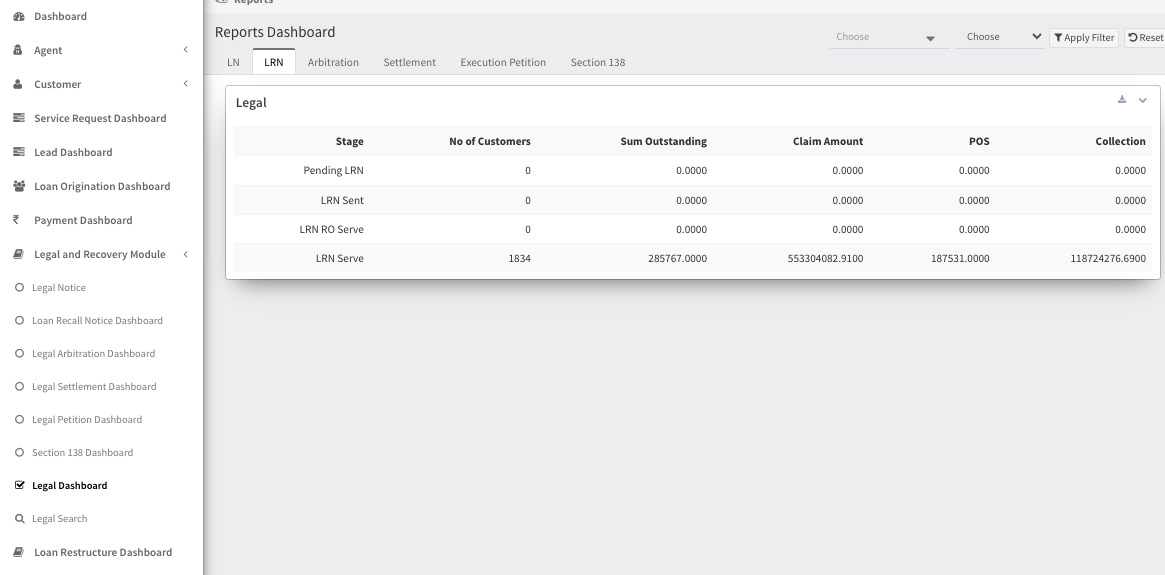 Dashboard
Agent
Customer
Service Request Dashboard
Lead Dashboard
Loan Origination Dashboard
Payment Dashboard
Legal and Recovery Module
Legal Notice
Loan Recall Notice Dashboard
Legal Arbitration Dashboard
Legal Settlement Dashboard
Legal Petition Dashboard
Section 138 Dashboard
Legal Dashboard
Legal Search
Loan Restructure Dashboard
Reports
Reports Dashboard
Choose Choose Apply Filter Reset
LN LRN Arbitration Settlement Execution Petition Section 138
Legal
Stage No of Customers Sum Outstanding Claim Amount POS Collection
Pending LRN 0 0.0000 0.0000 0.0000 0.0000
LRN Sent 0 0.0000 0.0000 0.0000 0.0000
LRN RO Serve 0 0.0000 0.0000 0.0000 0.0000
LRN Serve 1834 285767.0000 553304082.9100 187531.0000 118724276.6900